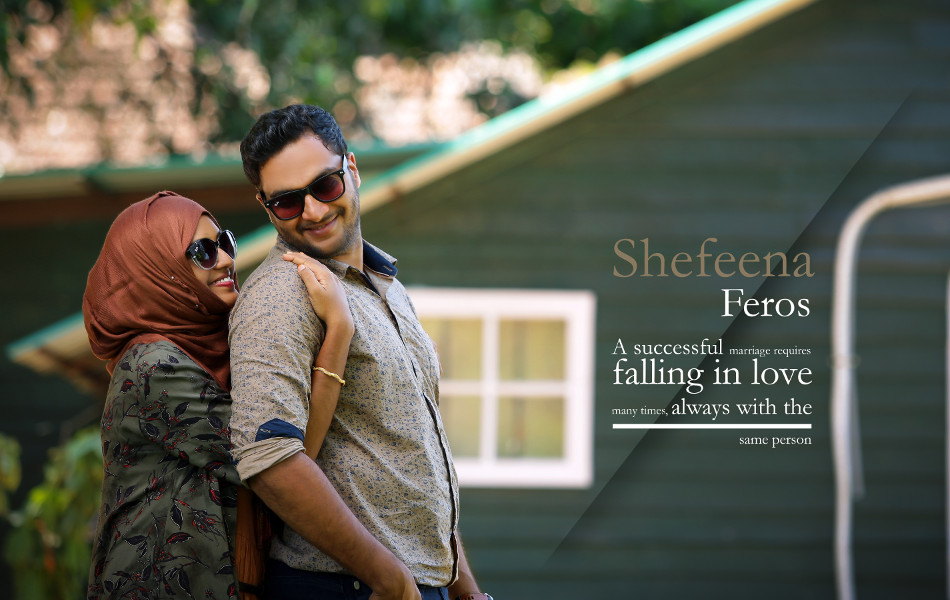 Shefeena
Feros
A successful marriage requires
falling in love
many times, always with the
same person